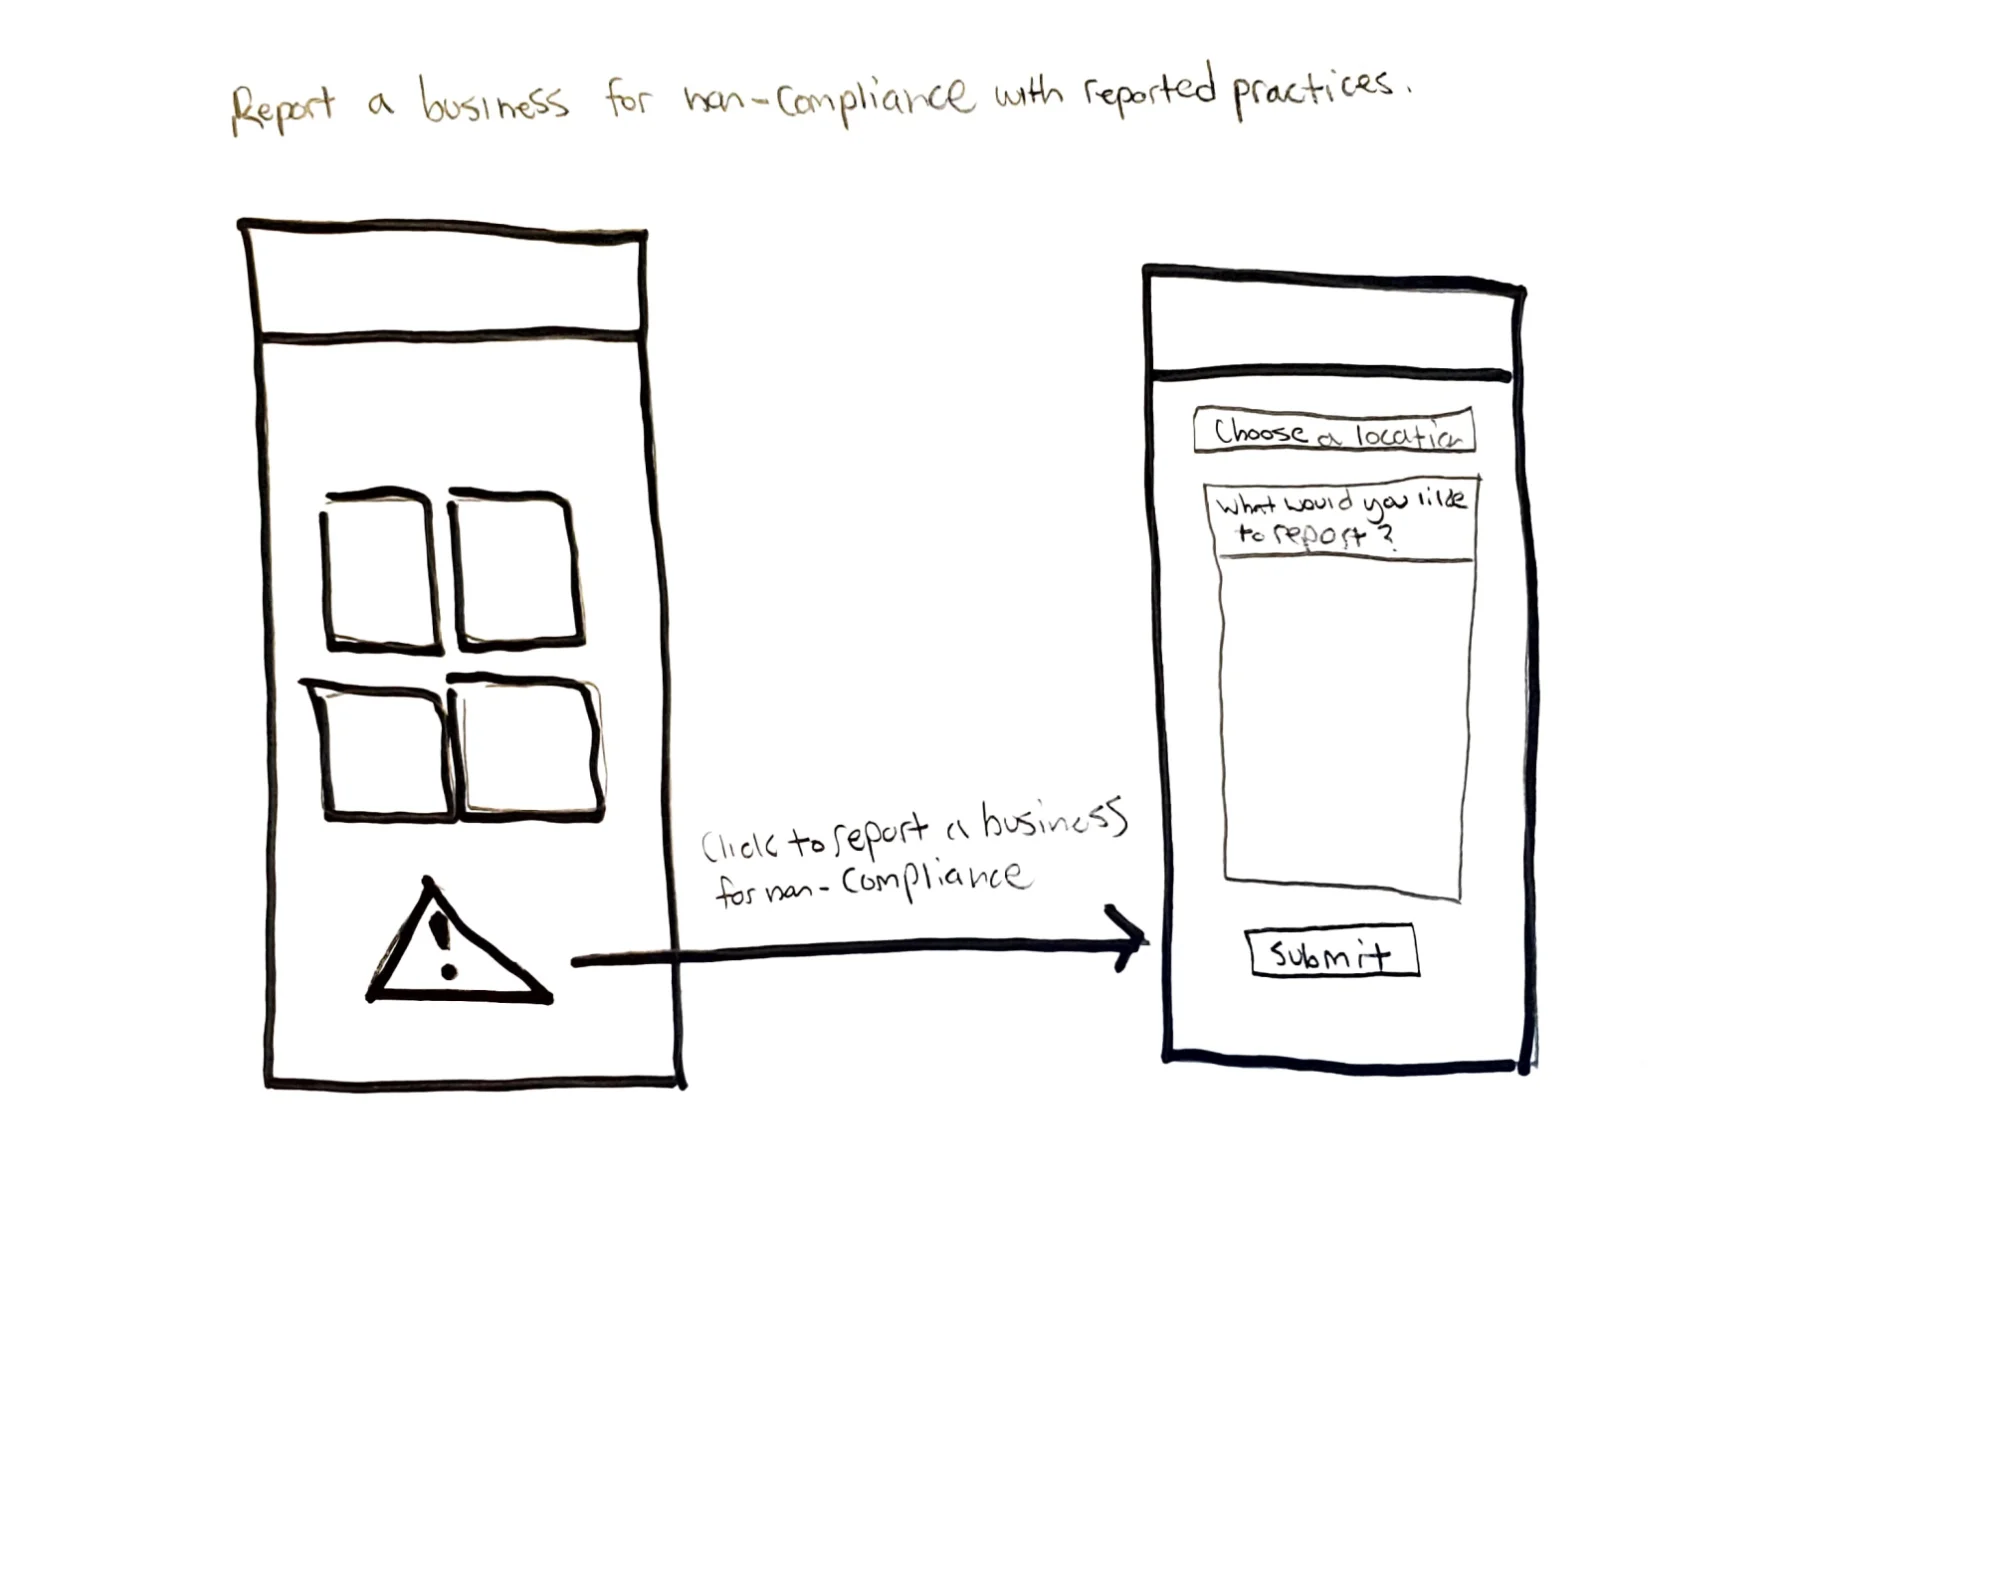 Report a business for non-compliance with reported practices.
Choose a location
What would you like
to report?
Click to report a business
for non-compliance
!
Submit